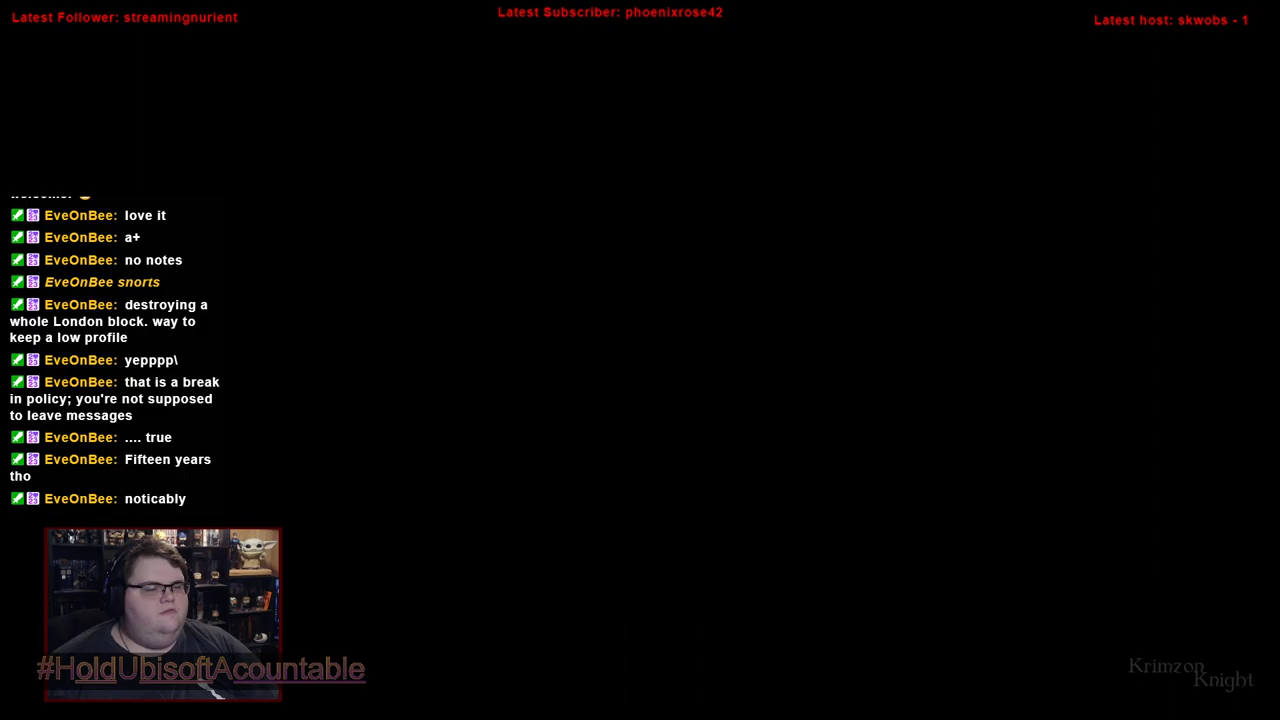 Latest Follower: streamingnurient
Latest Subscriber: phoenixrose42
Latest host: skwobs - 1
EveOnBee: love it
EveOnBee: a+
EveOnBee: no notes
EveOnBee snorts
EveOnBee: destroying a
whole London block. way to
keep a low profile
EveOnBee: yepppp\
EveOnBee: that is a break
in policy; you're not supposed
to leave messages
EveOnBee: .... true
EveOnBee: Fifteen years
tho
EveOnBee: noticably
#HoldUbisoftAcountable
Krimzon
Knight